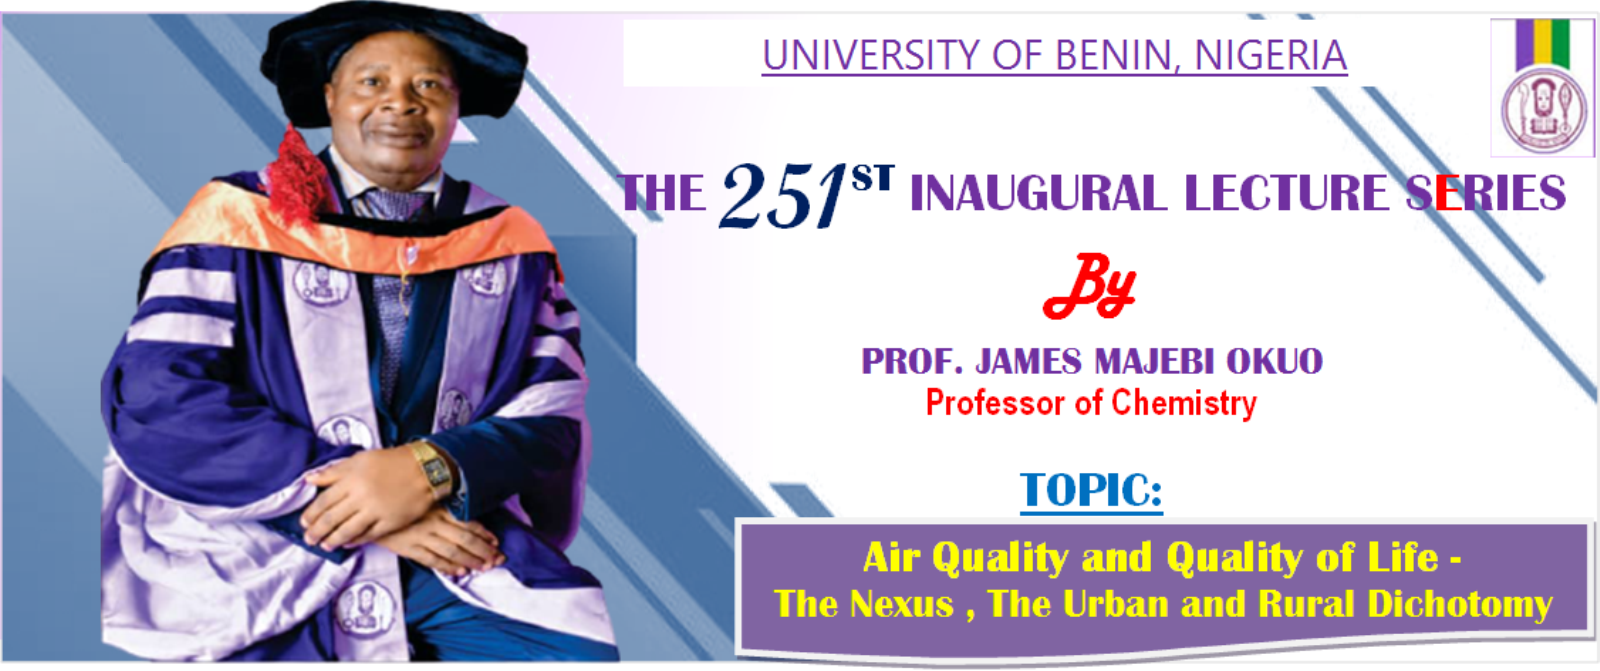 UNIVERSITY OF BENIN, NIGERIA
THE 251ST INAUGURAL LECTURE SERIES
By
PROF. JAMES MAJEBI OKUO
Professor of Chemistry
TOPIC:
Air Quality and Quality of Life -
The Nexus , The Urban and Rural Dichotomy